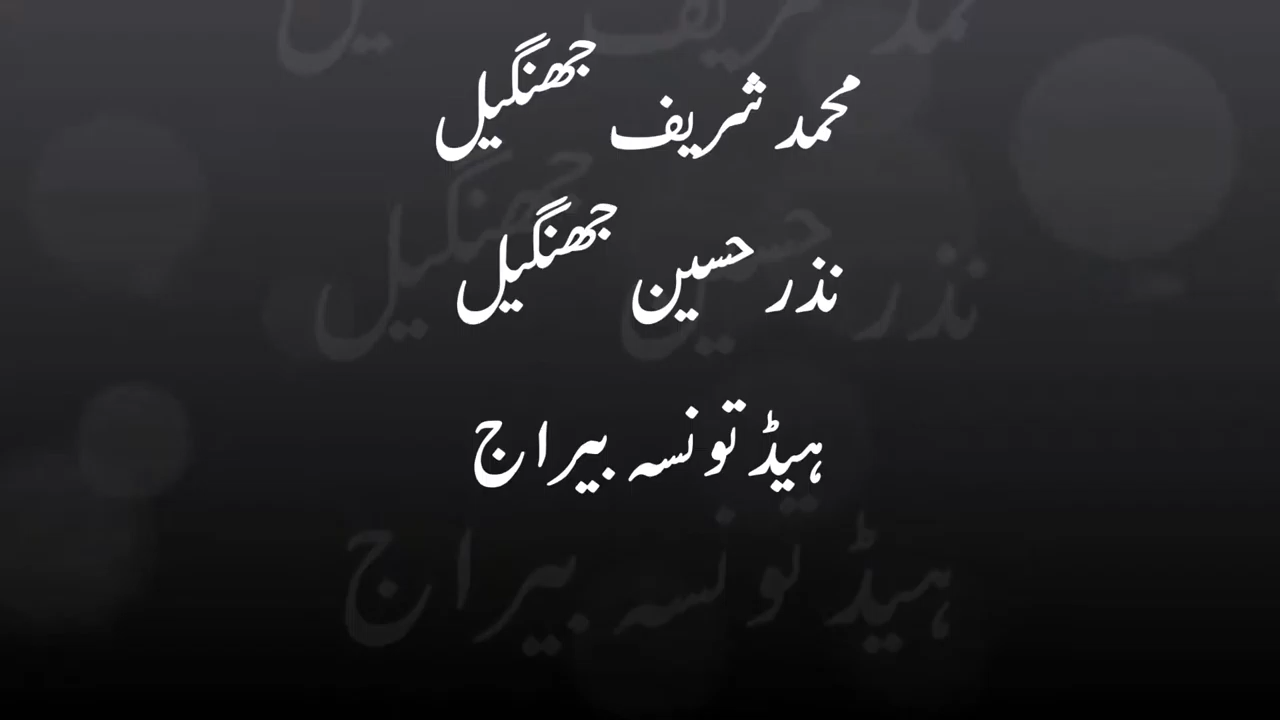 محمد شریف جھنگیل
نذر حسین جھنگیل
ہیڈ تونسہ بیراج